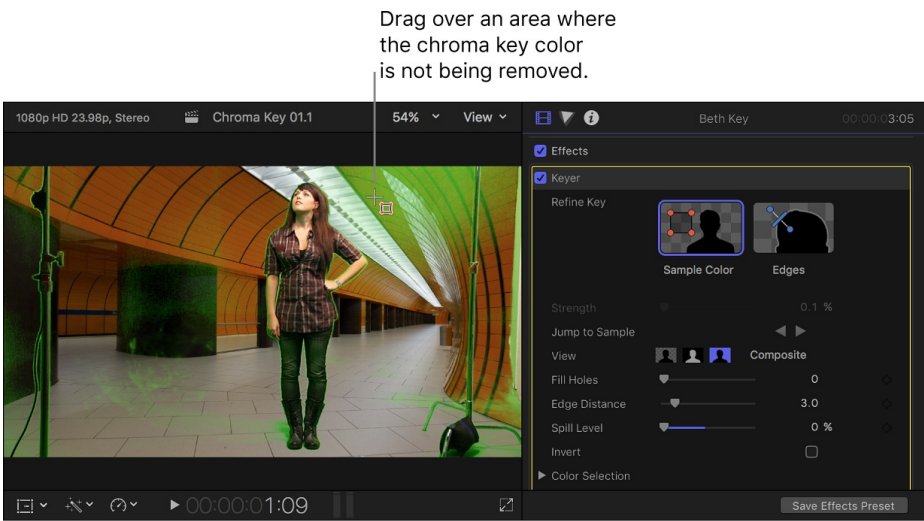 Drag over an area where
the chroma key color
is not being removed.
1080p HD 23.98p, Stereo
Chroma Key 01.1
54%
View
Beth Key
00:00:03:05
Effects
Keyer
Refine Key
Sample Color
Edges
Strength
0.1 %
Jump to Sample
View
Composite
Fill Holes
0
Edge Distance
3.0
Spill Level
0 %
Invert
Color Selection
00:00:01:09
Save Effects Preset